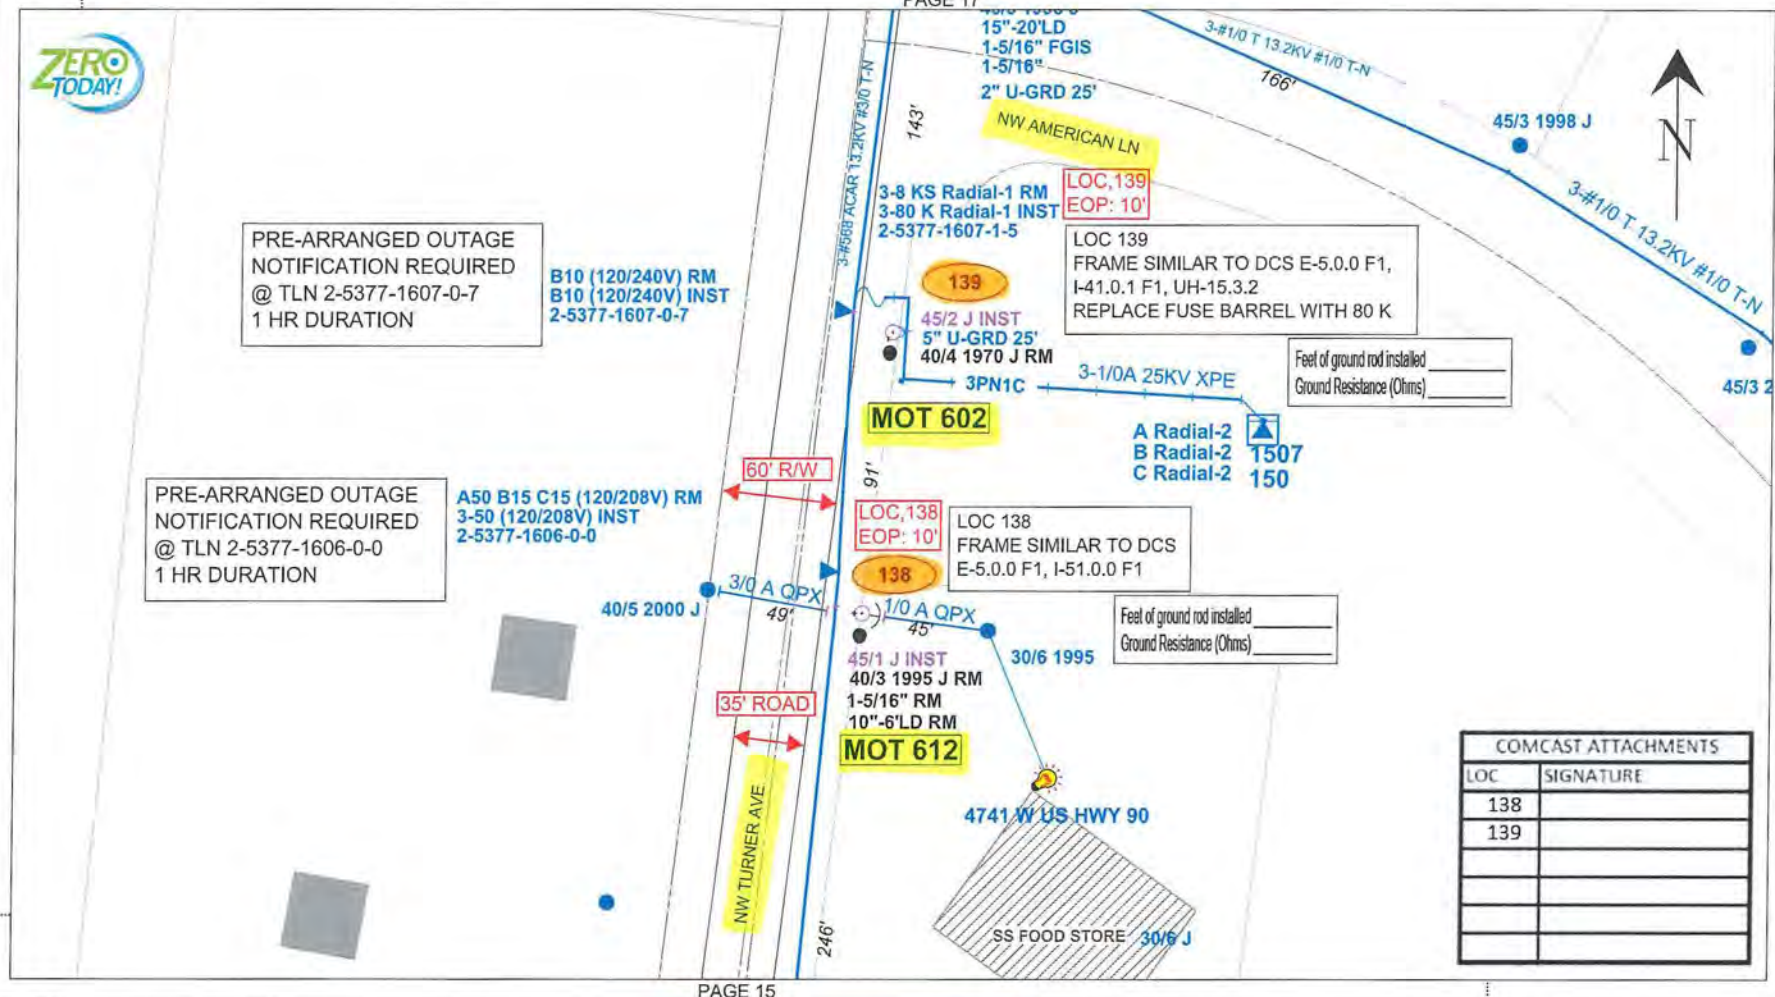 PAGE 17
ZERO
TODAY!
15"-20'LD
1-5/16" FGIS
1-5/16"
2" U-GRD 25'
NW AMERICAN LN
3-#1/0 T 13.2KV #1/0 T-N
166'
45/3 1998 J
N
3-#1/0 T 13.2KV #1/0 T-N
45/3 2
3-#568 ACAR 13.2KV #3/0 T-N
143'
3-8 KS Radial-1 RM
3-80 K Radial-1 INST
2-5377-1607-1-5
LOC,139
EOP: 10'
PRE-ARRANGED OUTAGE
NOTIFICATION REQUIRED
@ TLN 2-5377-1607-0-7
1 HR DURATION
B10 (120/240V) RM
B10 (120/240V) INST
2-5377-1607-0-7
139
LOC 139
FRAME SIMILAR TO DCS E-5.0.0 F1,
I-41.0.1 F1, UH-15.3.2
REPLACE FUSE BARREL WITH 80 K
45/2 J INST
5" U-GRD 25'
40/4 1970 J RM
Feet of ground rod installed
Ground Resistance (Ohms)
3PN1C
3-1/0A 25KV XPE
MOT 602
A Radial-2
B Radial-2
C Radial-2
1507
150
60' R/W
91'
PRE-ARRANGED OUTAGE
NOTIFICATION REQUIRED
@ TLN 2-5377-1606-0-0
1 HR DURATION
A50 B15 C15 (120/208V) RM
3-50 (120/208V) INST
2-5377-1606-0-0
LOC,138
EOP: 10'
LOC 138
FRAME SIMILAR TO DCS
E-5.0.0 F1, I-51.0.0 F1
138
40/5 2000 J
3/0 A QPX
49'
1/0 A QPX
45'
Feet of ground rod installed
Ground Resistance (Ohms)
30/6 1995
45/1 J INST
40/3 1995 J RM
1-5/16" RM
10"-6'LD RM
35' ROAD
MOT 612
NW TURNER AVE
246'
4741 W US HWY 90
SS FOOD STORE
30/6 J
COMCAST ATTACHMENTS
LOC SIGNATURE
138
139
PAGE 15